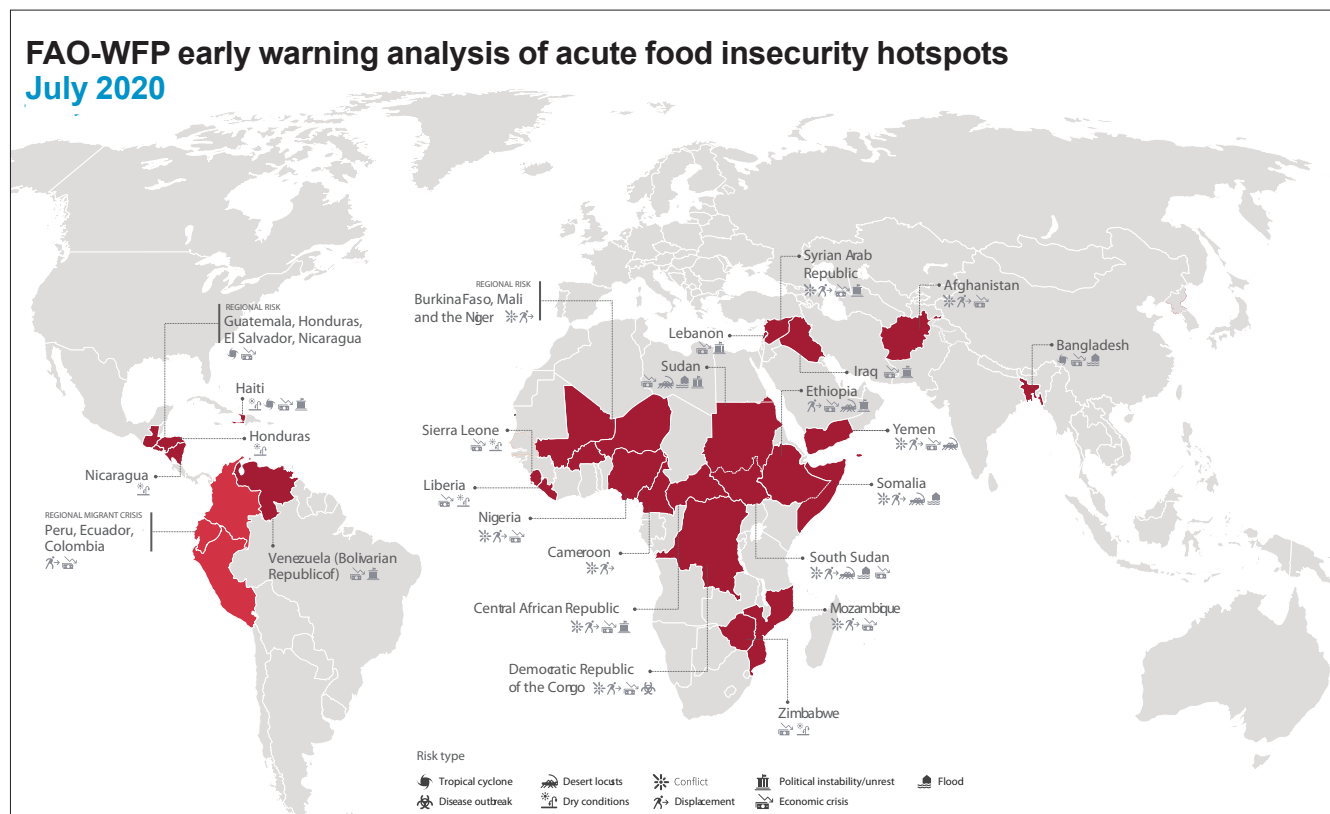 FAO-WFP early warning analysis of acute food insecurity hotspots
July 2020
REGIONAL RISK
Guatemala, Honduras,
El Salvador, Nicaragua
Haiti
Honduras
Nicaragua
REGIONAL MIGRANT CRISIS
Peru, Ecuador,
Colombia
Venezuela (Bolivarian
Republicof)
REGIONAL RISK
BurkinaFaso, Mali
and the Niger
Sierra Leone
Liberia
Nigeria
Cameroon
Central African Republic
Democratic Republic
of the Congo
Lebanon
Sudan
Syrian Arab
Republic
Iraq
Ethiopia
Afghanistan
Bangladesh
Yemen
Somalia
South Sudan
Mozambique
Zimbabwe
Risk type
Tropical cyclone
Desert locusts
Conflict
Political instability/unrest
Flood
Disease outbreak
Dry conditions
Displacement
Economic crisis